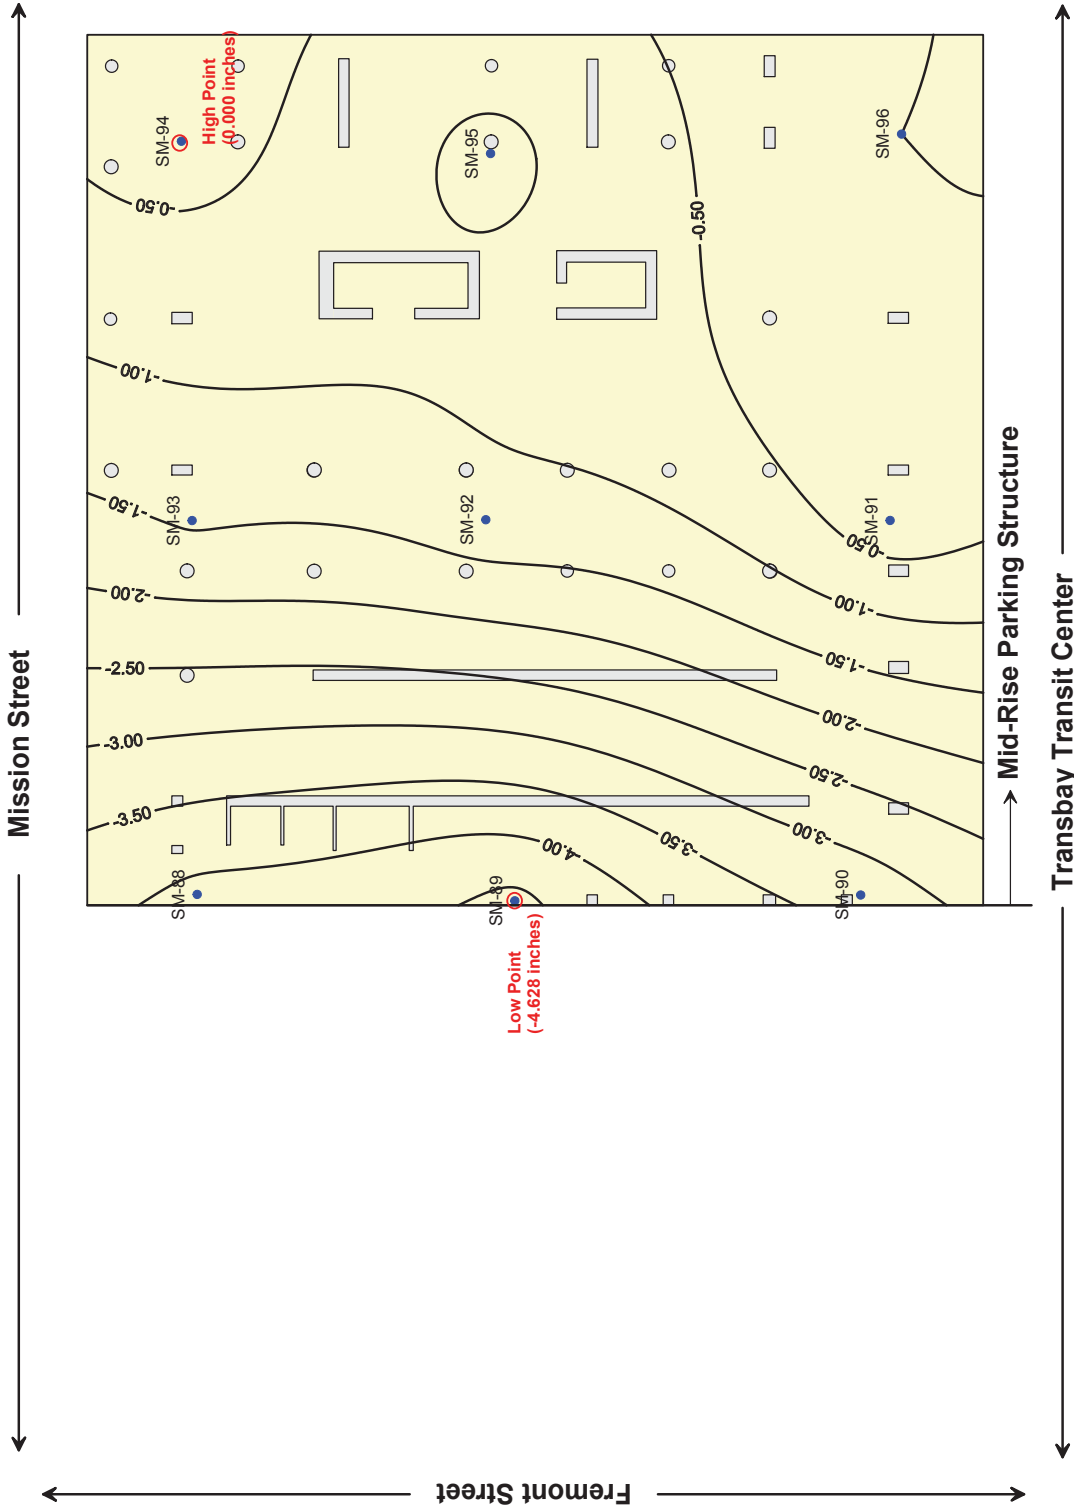 Mission Street
SM-94
High Point
(0.000 inches)
-0.50
SM-95
SM-96
-0.50
-1.00
-1.50
SM-93
SM-92
SM-91
-0.50
-2.00
-1.00
-2.50
-1.50
-3.00
-2.00
-3.50
-2.50
-4.00
-3.50
-3.00
SM-88
SM-89
SM-90
Low Point
(-4.628 inches)
Mid-Rise Parking Structure
Transbay Transit Center
Fremont Street